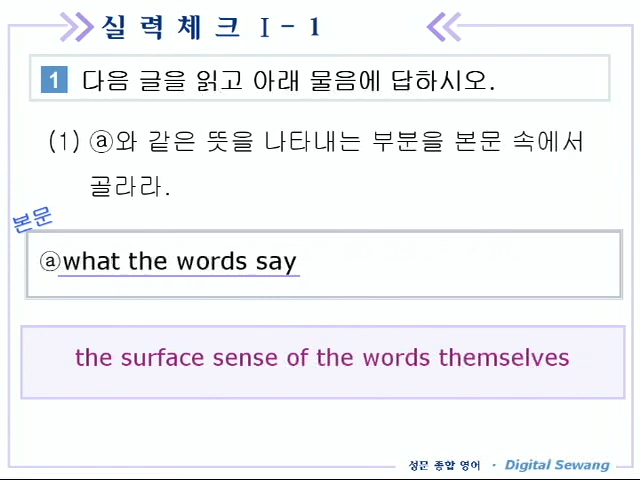 실력체크 I - 1
1 다음 글을 읽고 아래 물음에 답하시오.
(1) ⓐ와 같은 뜻을 나타내는 부분을 본문 속에서
골라라.
본문
ⓐwhat the words say
the surface sense of the words themselves
성문 종합 영어 · Digital Sewang